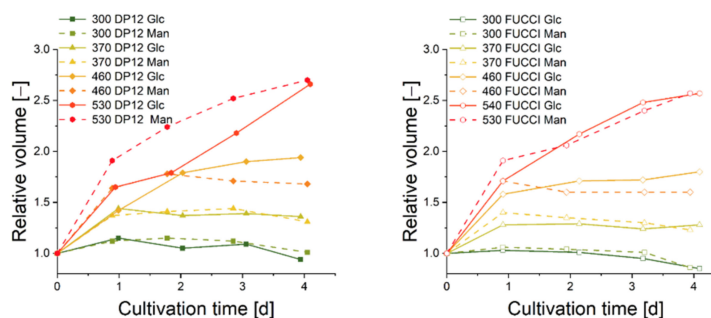 300 DP12 Glc
300 DP12 Man
370 DP12 Glc
370 DP12 Man
460 DP12 Glc
460 DP12 Man
530 DP12 Glc
530 DP12 Man
3.0
2.5
2.0
1.5
1.0
0 1 2 3 4
Relative volume [–]
Cultivation time [d]
300 FUCCI Glc
300 FUCCI Man
370 FUCCI Glc
370 FUCCI Man
460 FUCCI Glc
460 FUCCI Man
540 FUCCI Glc
530 FUCCI Man
3.0
2.5
2.0
1.5
1.0
0 1 2 3 4
Relative volume [–]
Cultivation time [d]